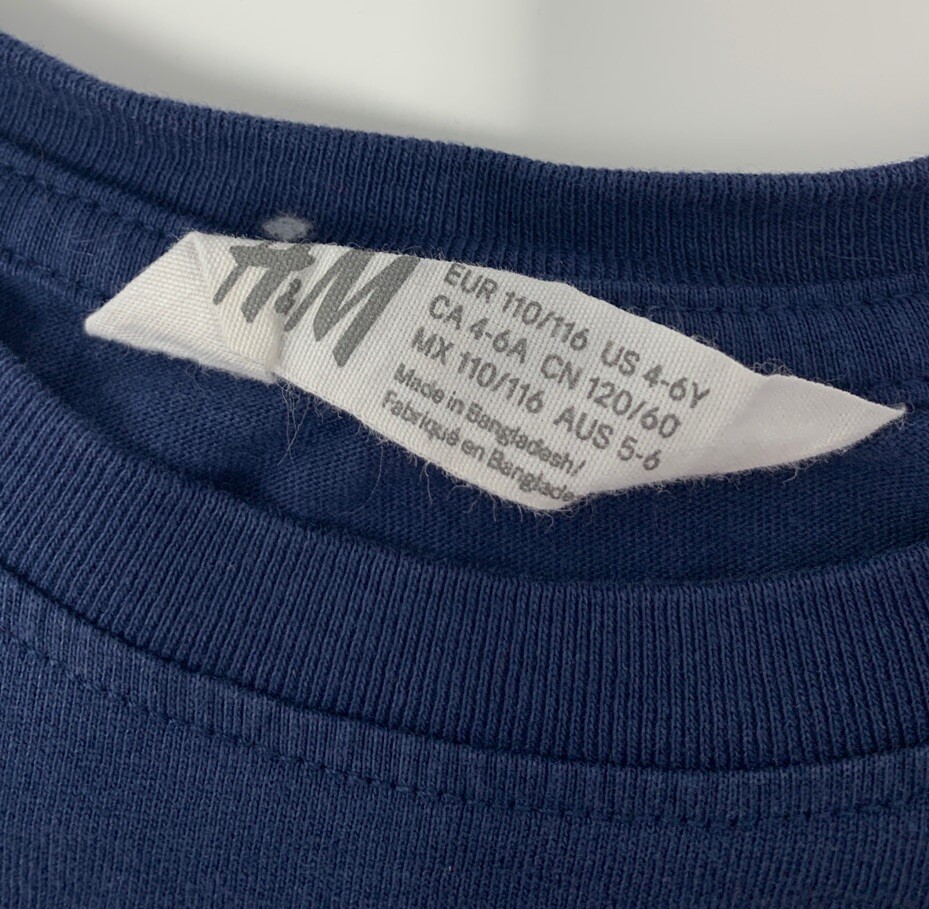 H&M
EUR 110/116 US 4-6Y
CA 4-6A CN 120/60
MX 110/116 AUS 5-6
Made in Bangladesh/
Fabriqué en